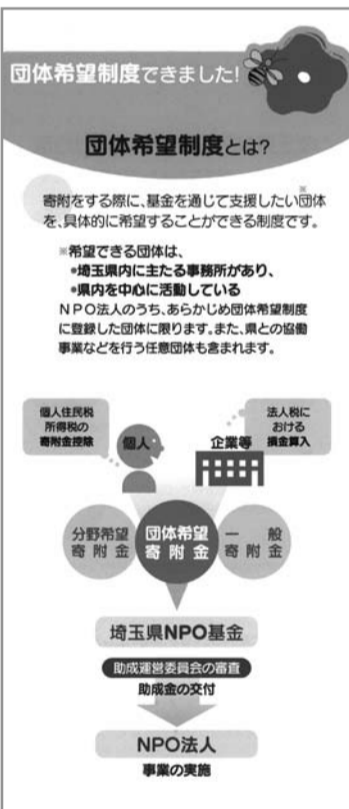 団体希望制度できました!
団体希望制度とは?
寄附をする際に、基金を通じて支援したい団体※
を、具体的に希望することができる制度です。
※希望できる団体は、
●埼玉県内に主たる事務所があり、
●県内を中心に活動している
NPO法人のうち、あらかじめ団体希望制度
に登録した団体に限ります。また、県との協働
事業などを行う任意団体も含まれます。
個人住民税
所得税の
寄附金控除
個人
企業等
法人税に
おける
損金算入
分野希望
寄附金
団体希望
寄附金
一般
寄附金
埼玉県NPO基金
助成運営委員会の審査
助成金の交付
NPO法人
事業の実施